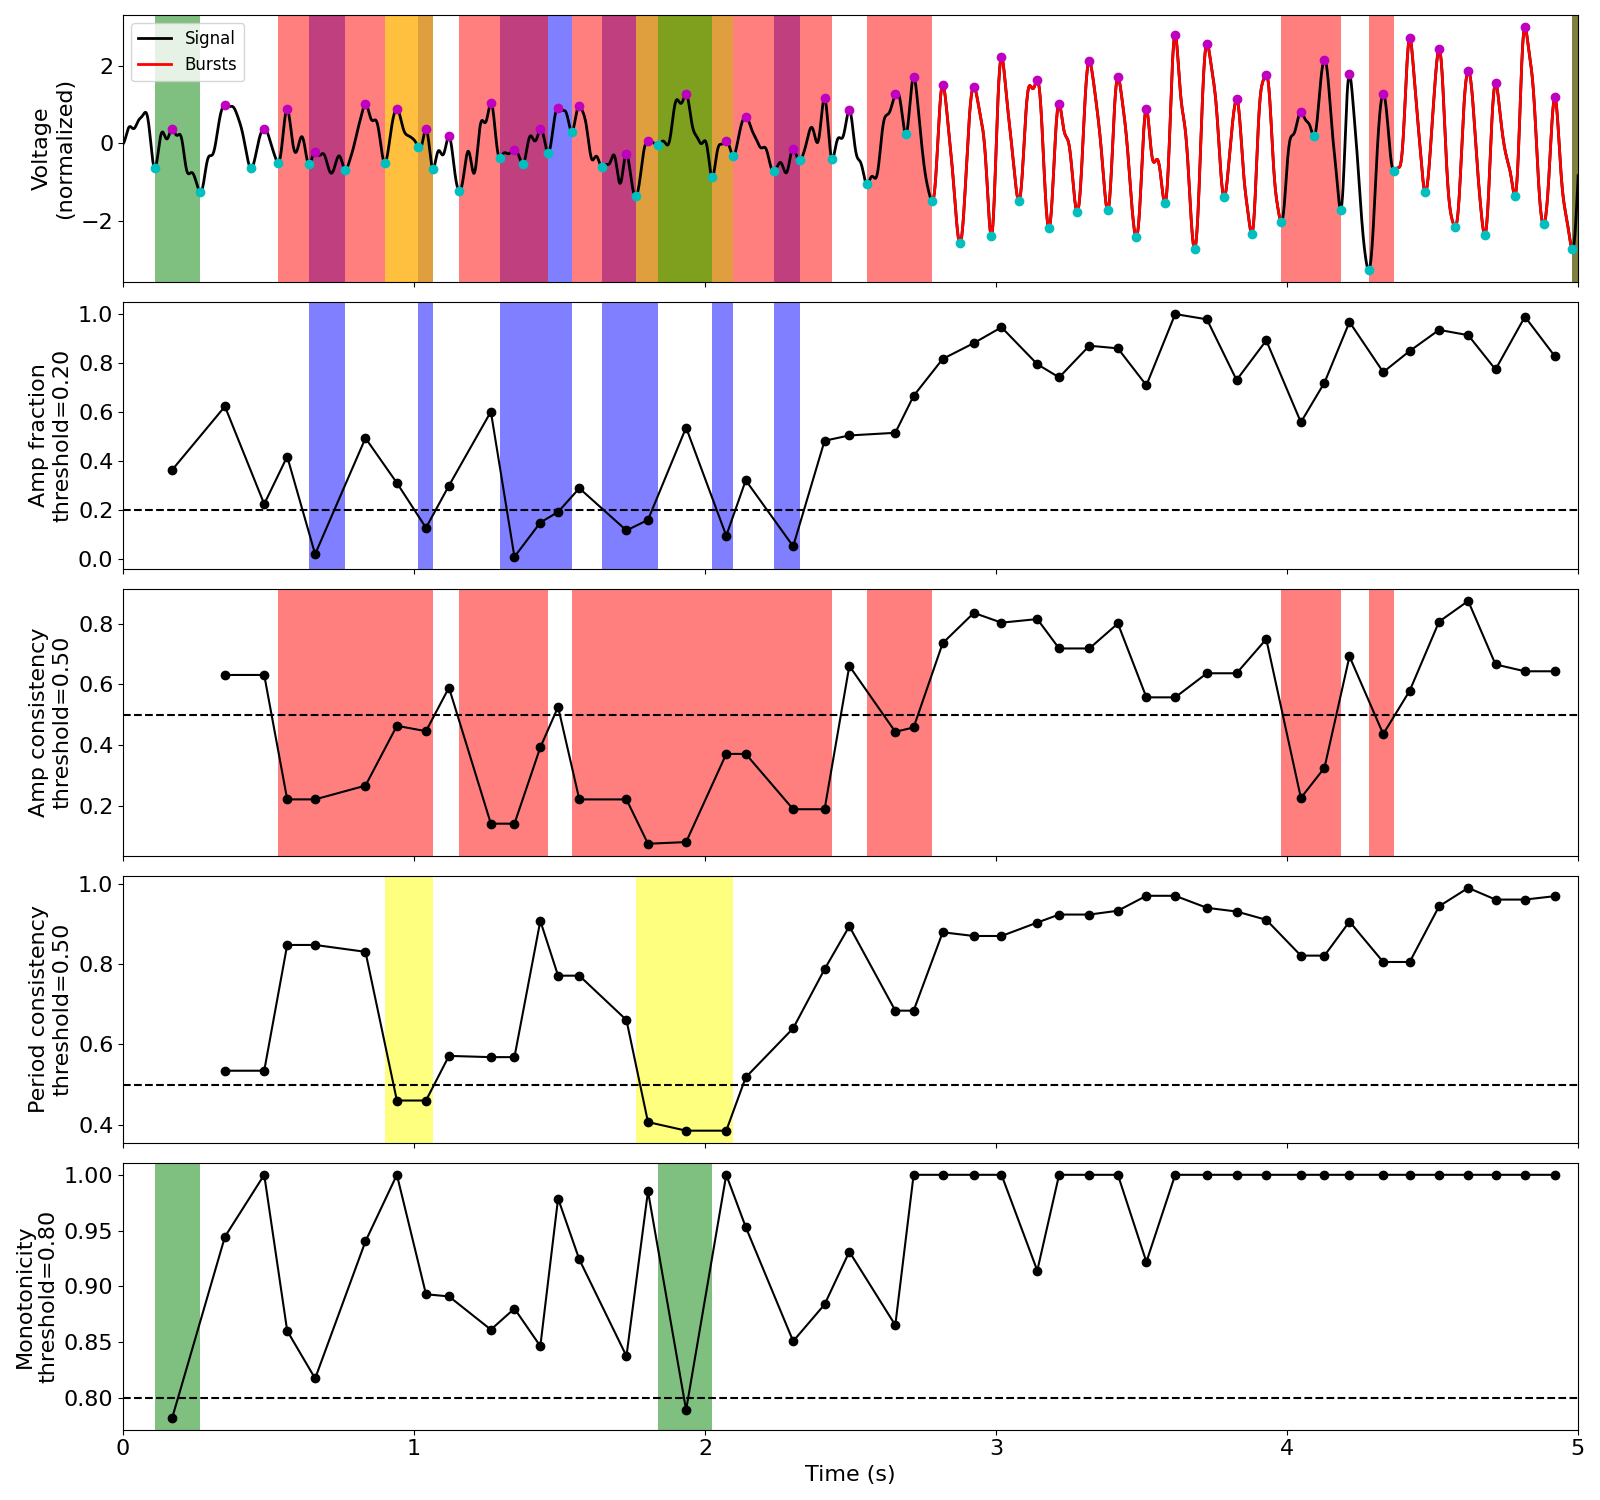 Voltage
(normalized)
2
0
−2
Signal
Bursts
Amp fraction
threshold=0.20
1.0
0.8
0.6
0.4
0.2
0.0
Amp consistency
threshold=0.50
0.8
0.6
0.4
0.2
Period consistency
threshold=0.50
1.0
0.8
0.6
0.4
Monotonicity
threshold=0.80
1.00
0.95
0.90
0.85
0.80
0 1 2 3 4 5
Time (s)